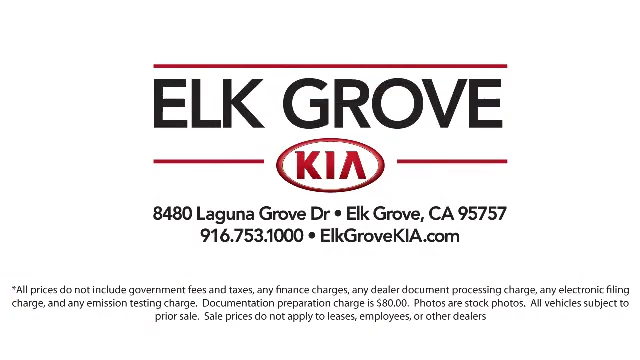 ELK GROVE
KIA
8480 Laguna Grove Dr • Elk Grove, CA 95757
916.753.1000 • ElkGroveKIA.com
*All prices do not include government fees and taxes, any finance charges, any dealer document processing charge, any electronic filing
charge, and any emission testing charge. Documentation preparation charge is $80.00. Photos are stock photos. All vehicles subject to
prior sale. Sale prices do not apply to leases, employees, or other dealers